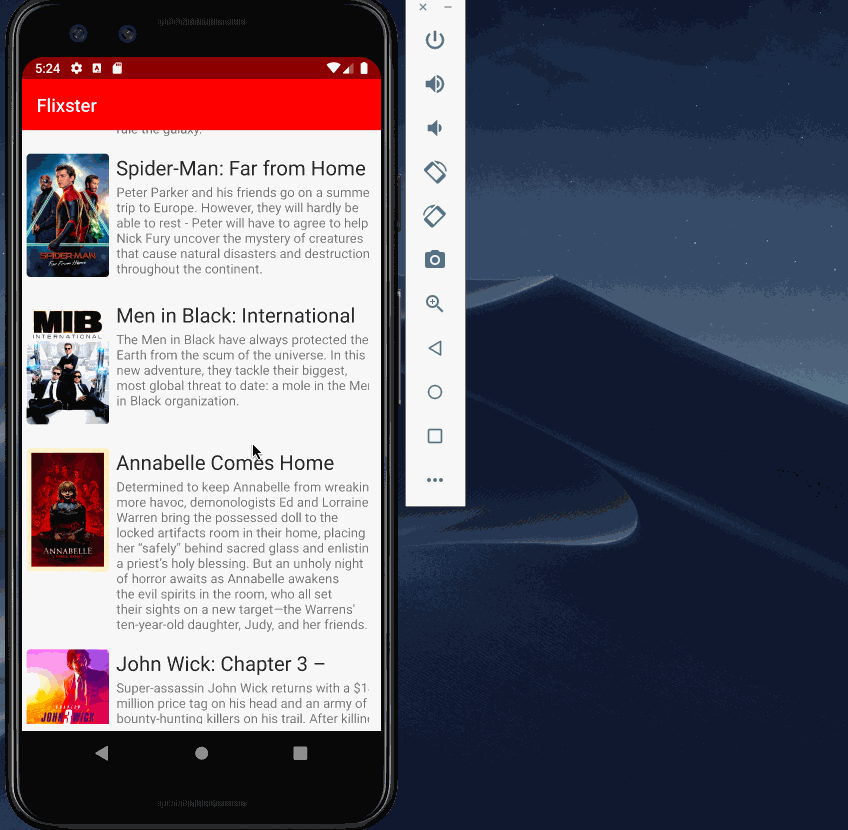 5:24
Flixster
rule the galaxy.
Spider-Man: Far from Home
Peter Parker and his friends go on a summe
trip to Europe. However, they will hardly be
able to rest - Peter will have to agree to help
Nick Fury uncover the mystery of creatures
that cause natural disasters and destruction
throughout the continent.
SPIDER-MAN
Far From Home
MIB
INTERNATIONAL
Men in Black: International
The Men in Black have always protected the
Earth from the scum of the universe. In this
new adventure, they tackle their biggest,
most global threat to date: a mole in the Me
in Black organization.
ANNABELLE
Annabelle Comes Home
Determined to keep Annabelle from wreakin
more havoc, demonologists Ed and Lorraine
Warren bring the possessed doll to the
locked artifacts room in their home, placing
her “safely” behind sacred glass and enlistin
a priest’s holy blessing. But an unholy night
of horror awaits as Annabelle awakens
the evil spirits in the room, who all set
their sights on a new target—the Warrens'
ten-year-old daughter, Judy, and her friends.
JOHN WICK
John Wick: Chapter 3 –
Super-assassin John Wick returns with a $1
million price tag on his head and an army of
bounty-hunting killers on his trail. After killin